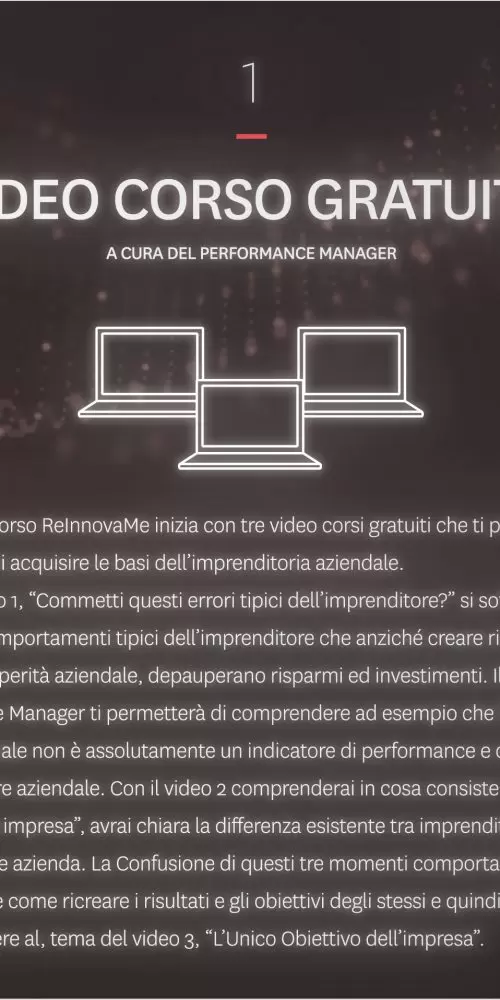 1
DEO CORSO GRATUIT
A CURA DEL PERFORMANCE MANAGER
orso ReInnovaMe inizia con tre video corsi gratuiti che ti p
i acquisire le basi dell'imprenditoria aziendale.
o 1, “Commetti questi errori tipici dell'imprenditore?” si so
mportamenti tipici dell'imprenditore che anziché creare ri
perità aziendale, depauperano risparmi ed investimenti. Il
e Manager ti permetterà di comprendere ad esempio che
ale non è assolutamente un indicatore di performance e
re aziendale. Con il video 2 comprenderai in cosa consiste
impresa”, avrai chiara la differenza esistente tra imprendit
e azienda. La Confusione di questi tre momenti comporta
e come ricreare i risultati e gli obiettivi degli stessi e quindi
ere al, tema del video 3, “L'Unico Obiettivo dell'impresa”.